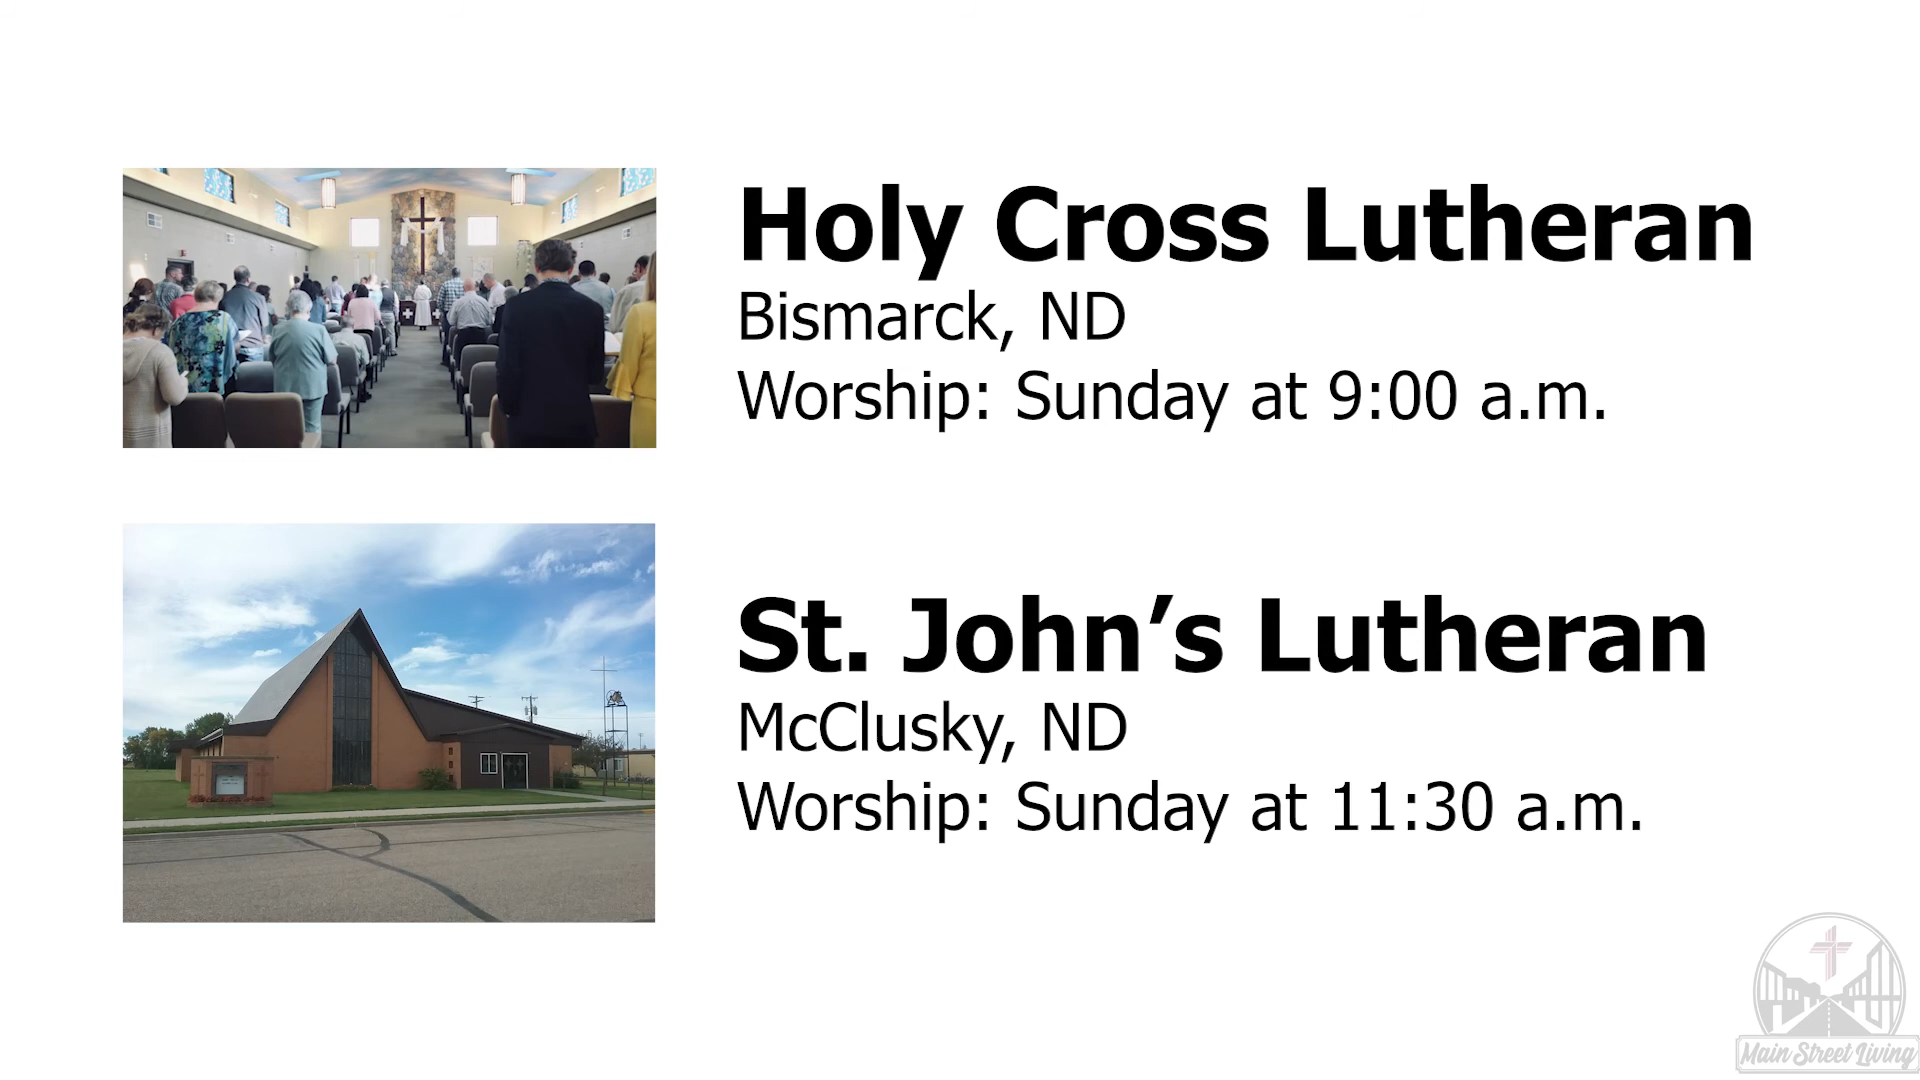 Holy Cross Lutheran
Bismarck, ND
Worship: Sunday at 9:00 a.m.
St. John’s Lutheran
McClusky, ND
Worship: Sunday at 11:30 a.m.
Main Street Living